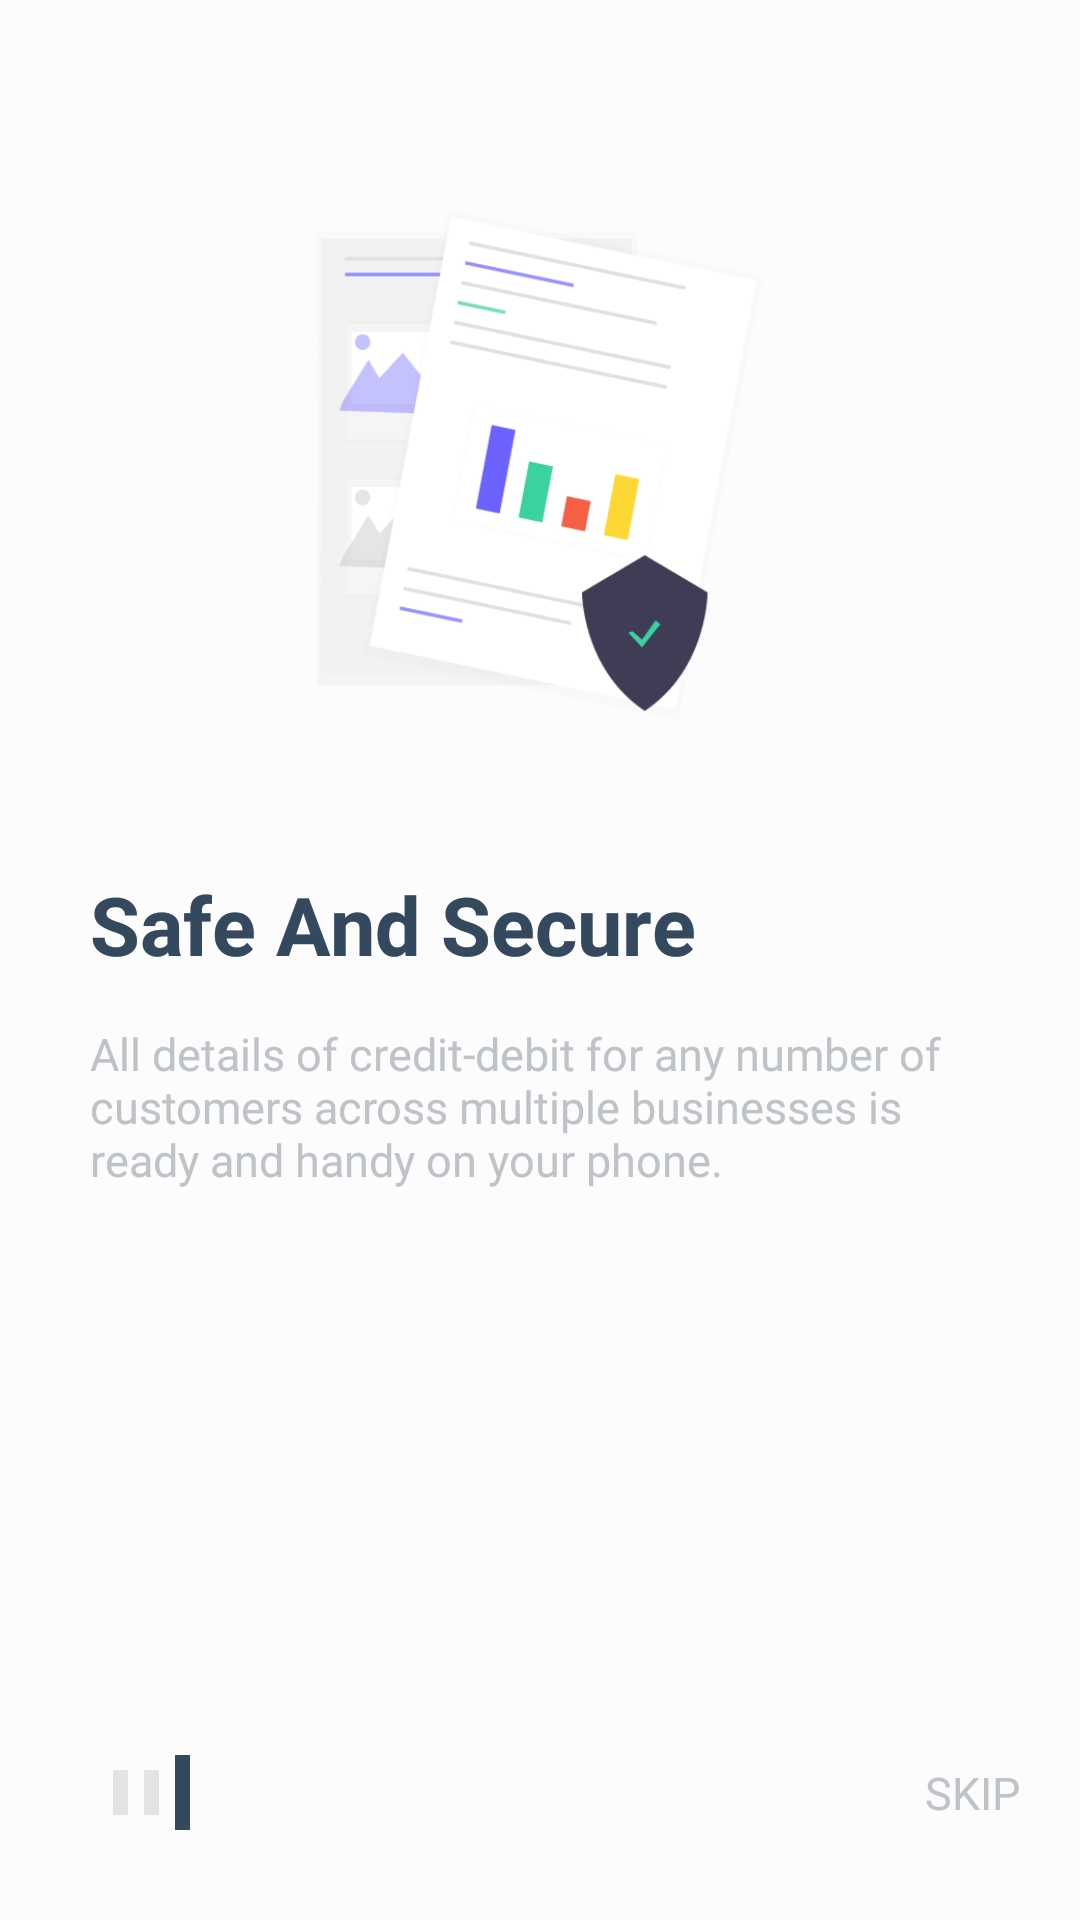 Safe And Secure
All details of credit-debit for any number of
customers across multiple businesses is
ready and handy on your phone.
SKIP